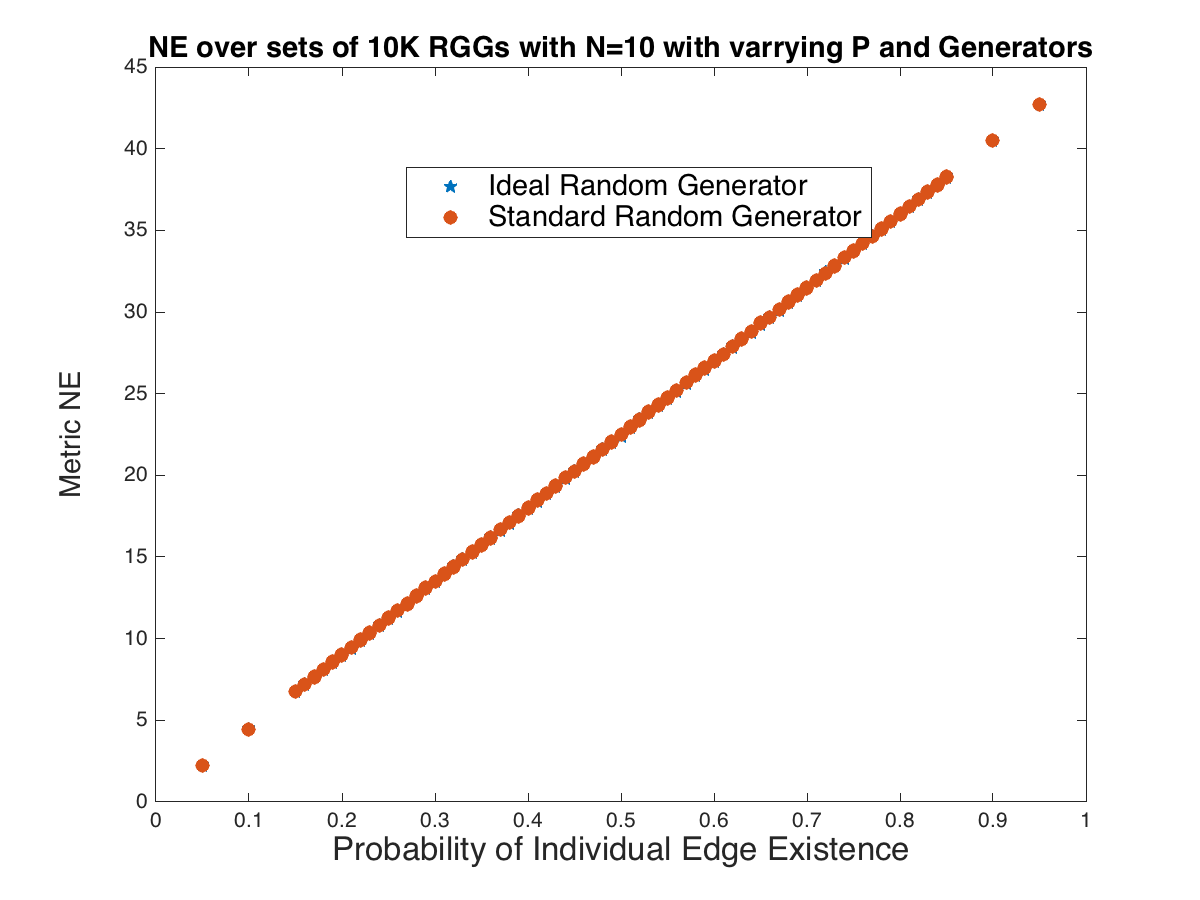 NE over sets of 10K RGGs with N=10 with varrying P and Generators
45
40
35
30
25
20
15
10
5
0
Metric NE
Ideal Random Generator
Standard Random Generator
0 0.1 0.2 0.3 0.4 0.5 0.6 0.7 0.8 0.9 1
Probability of Individual Edge Existence